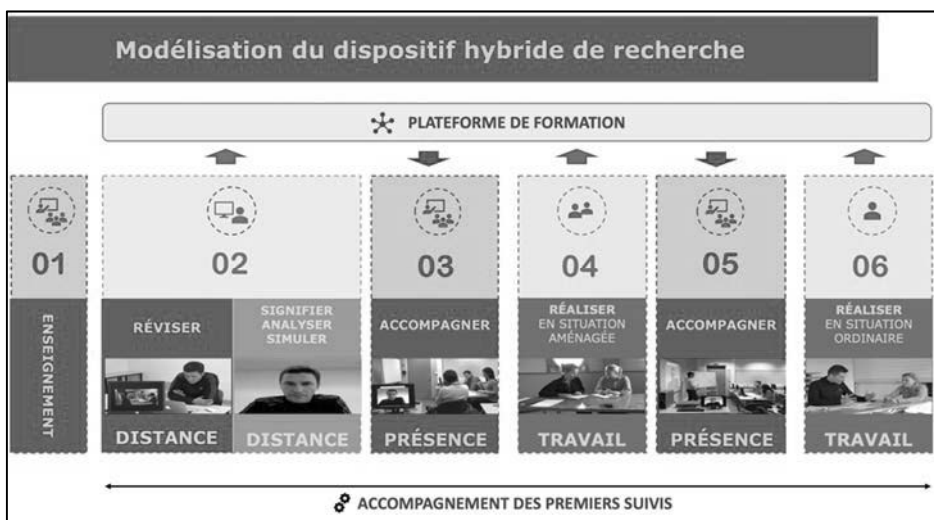 Modélisation du dispositif hybride de recherche
PLATEFORME DE FORMATION
01
ENSEIGNEMENT
02
RÉVISER
DISTANCE
SIGNIFIER
ANALYSER
SIMULER
DISTANCE
03
ACCOMPAGNER
PRÉSENCE
04
RÉALISER
EN SITUATION
AMÉNAGÉE
TRAVAIL
05
ACCOMPAGNER
PRÉSENCE
06
RÉALISER
EN SITUATION
ORDINAIRE
TRAVAIL
ACCOMPAGNEMENT DES PREMIERS SUIVIS